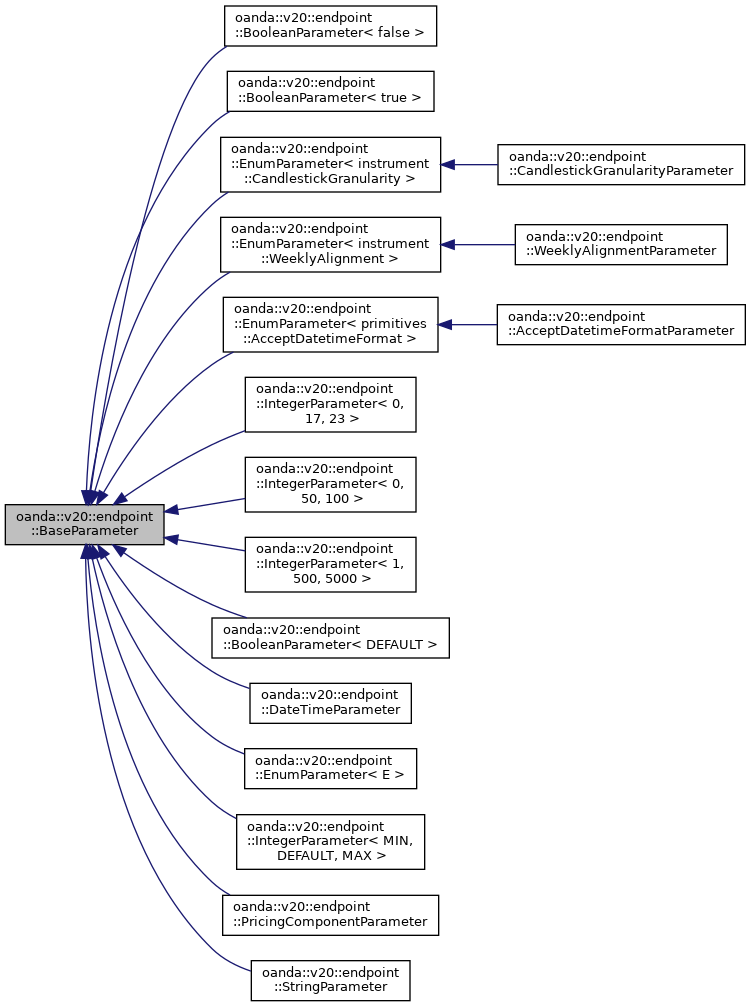 oanda::v20::endpoint
::BooleanParameter< false >
oanda::v20::endpoint
::BooleanParameter< true >
oanda::v20::endpoint
::EnumParameter< instrument
::CandlestickGranularity >
oanda::v20::endpoint
::CandlestickGranularityParameter
oanda::v20::endpoint
::EnumParameter< instrument
::WeeklyAlignment >
oanda::v20::endpoint
::WeeklyAlignmentParameter
oanda::v20::endpoint
::EnumParameter< primitives
::AcceptDatetimeFormat >
oanda::v20::endpoint
::AcceptDatetimeFormatParameter
oanda::v20::endpoint
::IntegerParameter< 0,
17, 23 >
oanda::v20::endpoint
::IntegerParameter< 0,
50, 100 >
oanda::v20::endpoint
::BaseParameter
oanda::v20::endpoint
::IntegerParameter< 1,
500, 5000 >
oanda::v20::endpoint
::BooleanParameter< DEFAULT >
oanda::v20::endpoint
::DateTimeParameter
oanda::v20::endpoint
::EnumParameter< E >
oanda::v20::endpoint
::IntegerParameter< MIN,
DEFAULT, MAX >
oanda::v20::endpoint
::PricingComponentParameter
oanda::v20::endpoint
::StringParameter